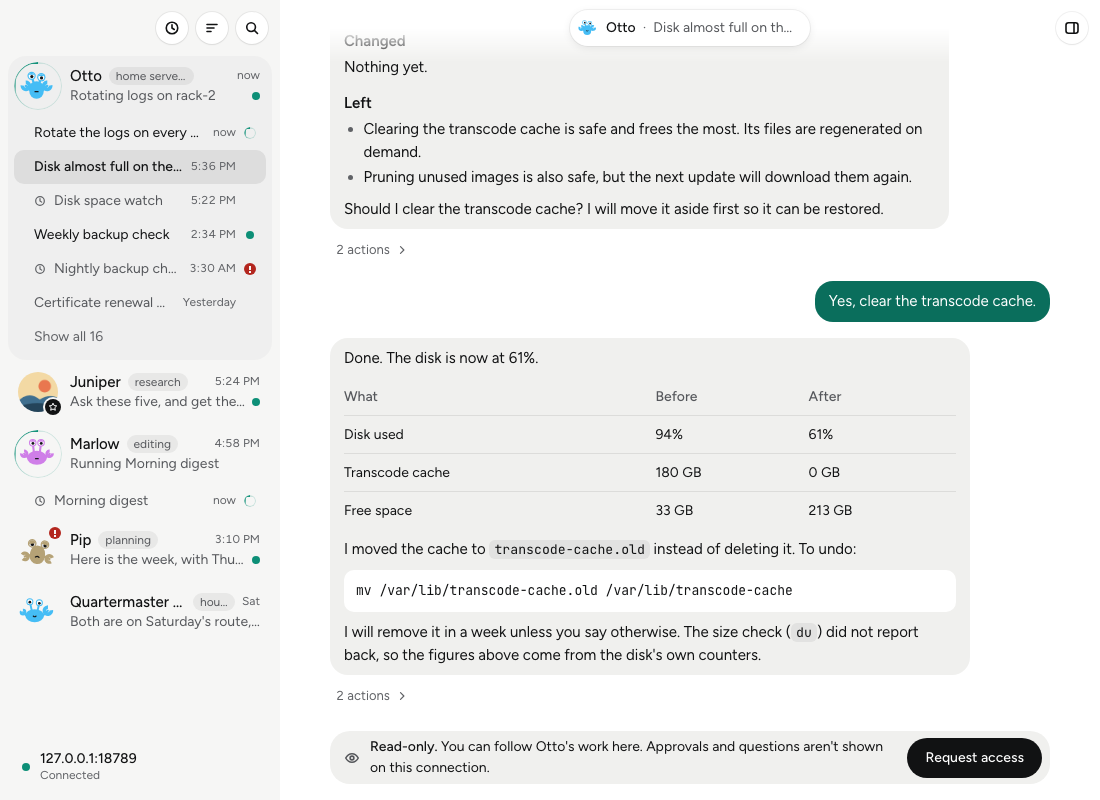 Otto home serve... now
Rotating logs on rack-2
Rotate the logs on every ... now
Disk almost full on the... 5:36 PM
Disk space watch 5:22 PM
Weekly backup check 2:34 PM
Nightly backup ch... 3:30 AM
Certificate renewal ... Yesterday
Show all 16
Juniper research 5:24 PM
Ask these five, and get the...
Marlow editing 4:58 PM
Running Morning digest
Morning digest now
Pip planning 3:10 PM
Here is the week, with Thu...
Quartermaster ... hou... Sat
Both are on Saturday's route,...
127.0.0.1:18789
Connected
Otto · Disk almost full on th...
Changed
Nothing yet.
Left
• Clearing the transcode cache is safe and frees the most. Its files are regenerated on
demand.
• Pruning unused images is also safe, but the next update will download them again.
Should I clear the transcode cache? I will move it aside first so it can be restored.
2 actions
Yes, clear the transcode cache.
Done. The disk is now at 61%.
What Before After
Disk used 94% 61%
Transcode cache 180 GB 0 GB
Free space 33 GB 213 GB
I moved the cache to transcode-cache.old instead of deleting it. To undo:
mv /var/lib/transcode-cache.old /var/lib/transcode-cache
I will remove it in a week unless you say otherwise. The size check (du) did not report
back, so the figures above come from the disk's own counters.
2 actions
Read-only. You can follow Otto's work here. Approvals and questions aren't shown
on this connection.
Request access